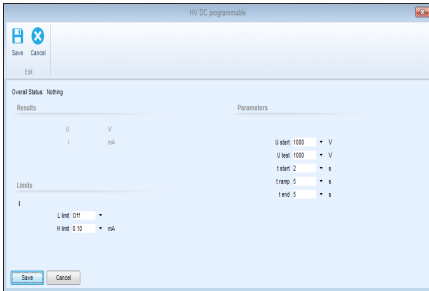 HV DC programmable
Save Cancel
Edit
Overall Status: Nothing
Results
U V
I mA
Limits
I
L limit Off
H limit 0.10 mA
Parameters
U start 1000 V
U test 1000 V
t start 2 s
t ramp 5 s
t end 5 s
Save Cancel